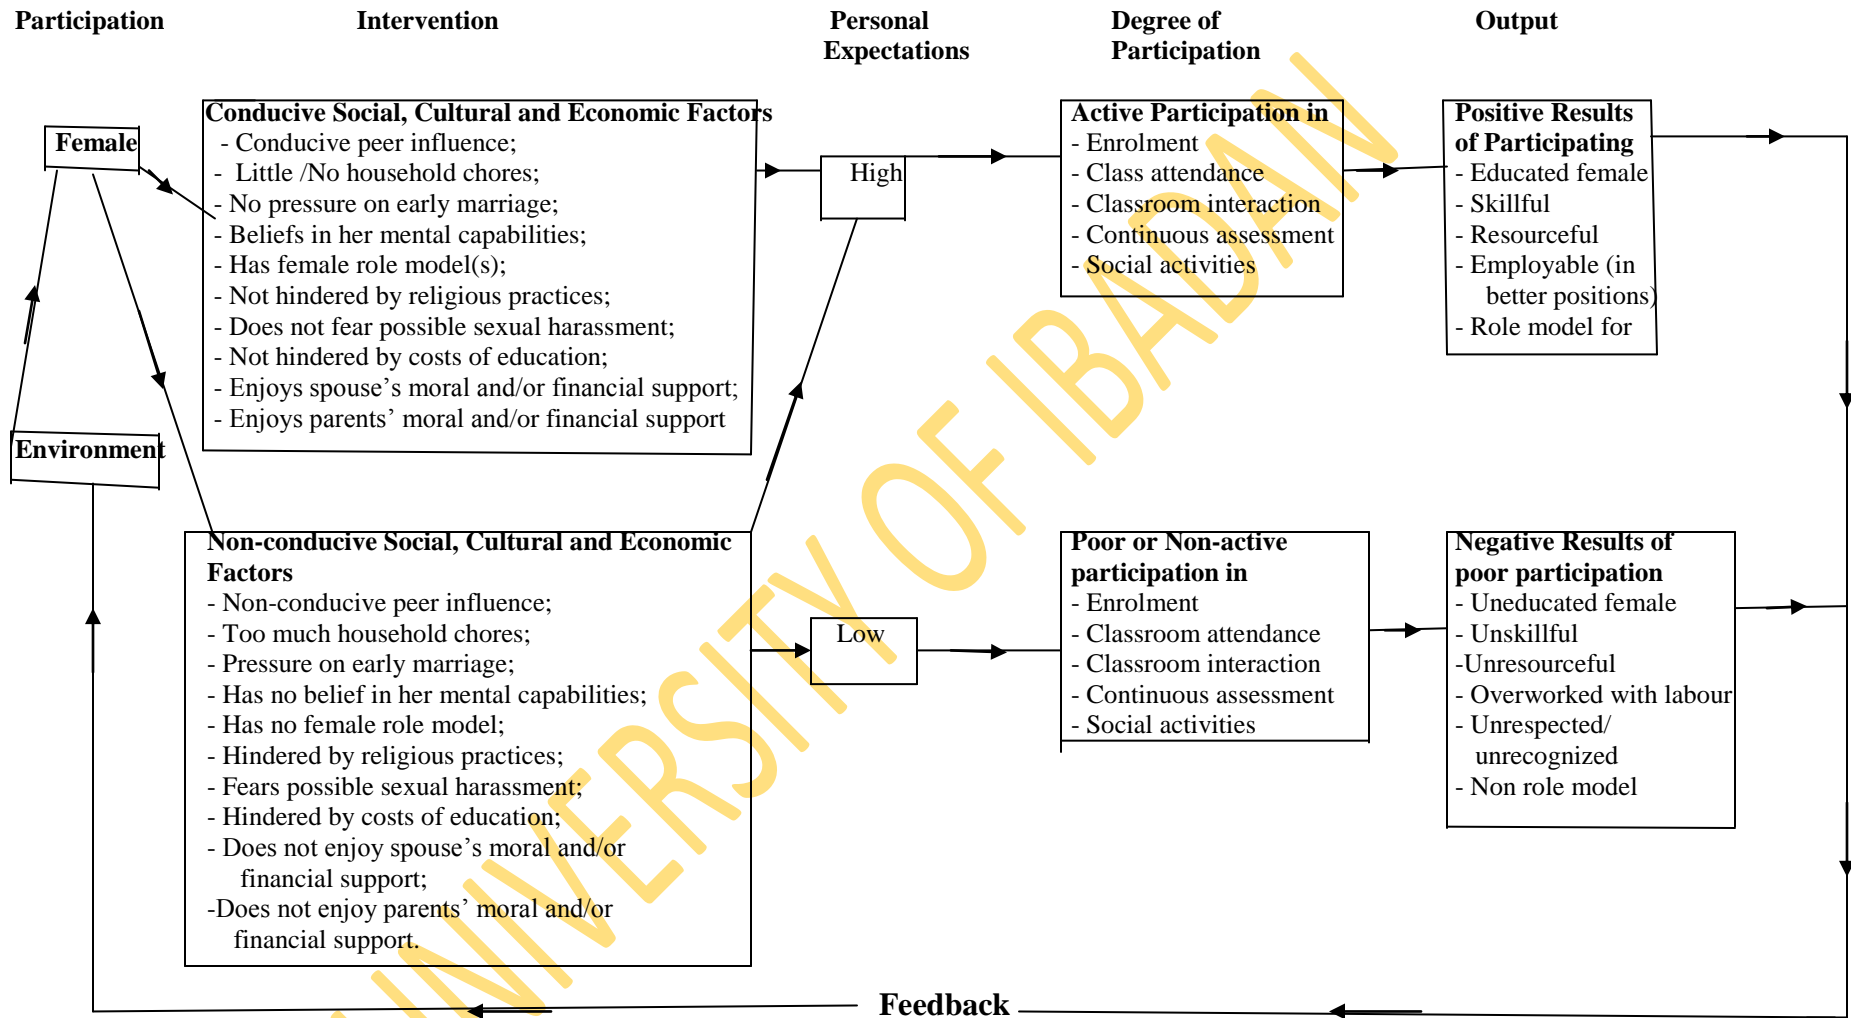 Participation
Intervention
Personal
Expectations
Degree of
Participation
Output
Female
Environment
Conducive Social, Cultural and Economic Factors
- Conducive peer influence;
- Little /No household chores;
- No pressure on early marriage;
- Beliefs in her mental capabilities;
- Has female role model(s);
- Not hindered by religious practices;
- Does not fear possible sexual harassment;
- Not hindered by costs of education;
- Enjoys spouse’s moral and/or financial support;
- Enjoys parents’ moral and/or financial support
High
Active Participation in
- Enrolment
- Class attendance
- Classroom interaction
- Continuous assessment
- Social activities
Positive Results
of Participating
- Educated female
- Skillful
- Resourceful
- Employable (in
better positions)
- Role model for
Non-conducive Social, Cultural and Economic
Factors
- Non-conducive peer influence;
- Too much household chores;
- Pressure on early marriage;
- Has no belief in her mental capabilities;
- Has no female role model;
- Hindered by religious practices;
- Fears possible sexual harassment;
- Hindered by costs of education;
- Does not enjoy spouse’s moral and/or
financial support;
-Does not enjoy parents’ moral and/or
financial support.
Low
Poor or Non-active
participation in
- Enrolment
- Classroom attendance
- Classroom interaction
- Continuous assessment
- Social activities
Negative Results of
poor participation
- Uneducated female
- Unskillful
-Unresourceful
- Overworked with labour
- Unrespected/
unrecognized
- Non role model
Feedback
UNIVERSITY OF IBADAN